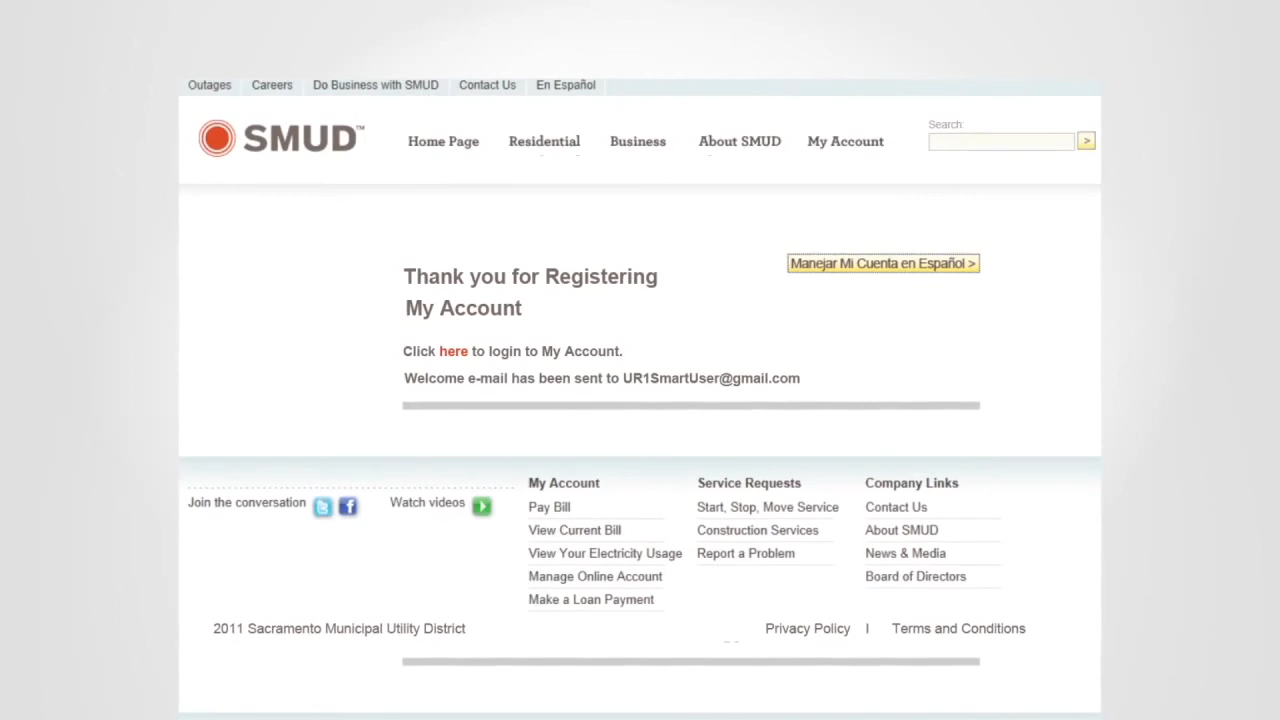 Outages Careers Do Business with SMUD Contact Us En Español
SMUD™ Home Page Residential Business About SMUD My Account
Search:
>
Manejar Mi Cuenta en Español >
Thank you for Registering
My Account
Click here to login to My Account.
Welcome e-mail has been sent to UR1SmartUser@gmail.com
Join the conversation Watch videos
My Account
Pay Bill
View Current Bill
View Your Electricity Usage
Manage Online Account
Make a Loan Payment
Service Requests
Start, Stop, Move Service
Construction Services
Report a Problem
Company Links
Contact Us
About SMUD
News & Media
Board of Directors
2011 Sacramento Municipal Utility District Privacy Policy | Terms and Conditions